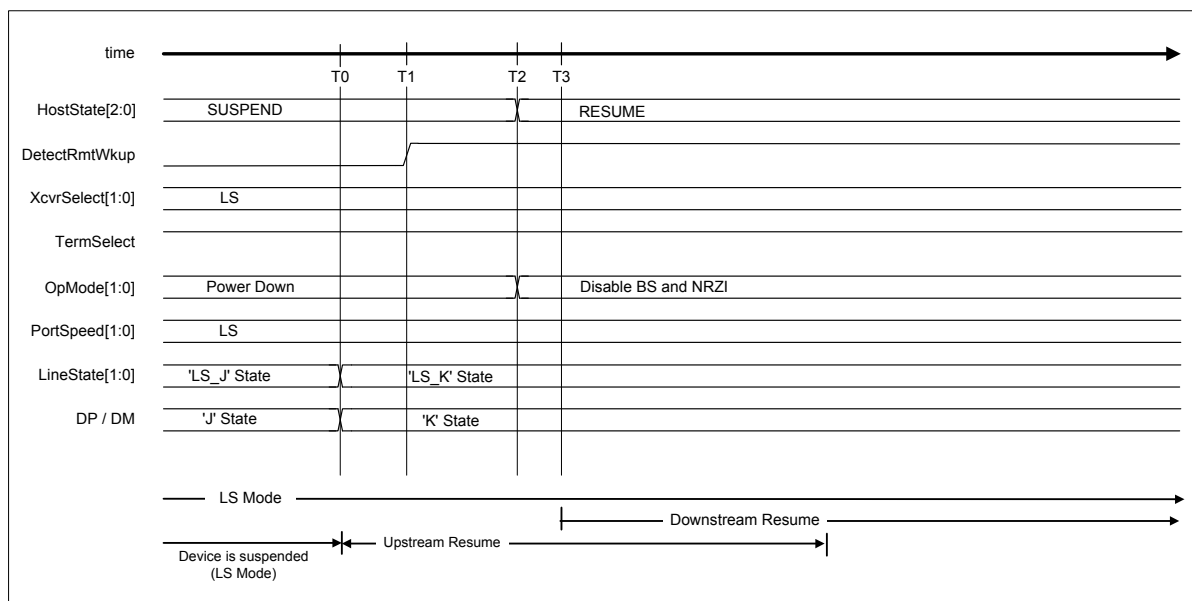 time
T0 T1 T2 T3
HostState[2:0] SUSPEND RESUME
DetectRmtWkup
XcvrSelect[1:0] LS
TermSelect
OpMode[1:0] Power Down Disable BS and NRZI
PortSpeed[1:0] LS
LineState[1:0] 'LS_J' State 'LS_K' State
DP / DM 'J' State 'K' State
LS Mode
Downstream Resume
Upstream Resume
Device is suspended
(LS Mode)